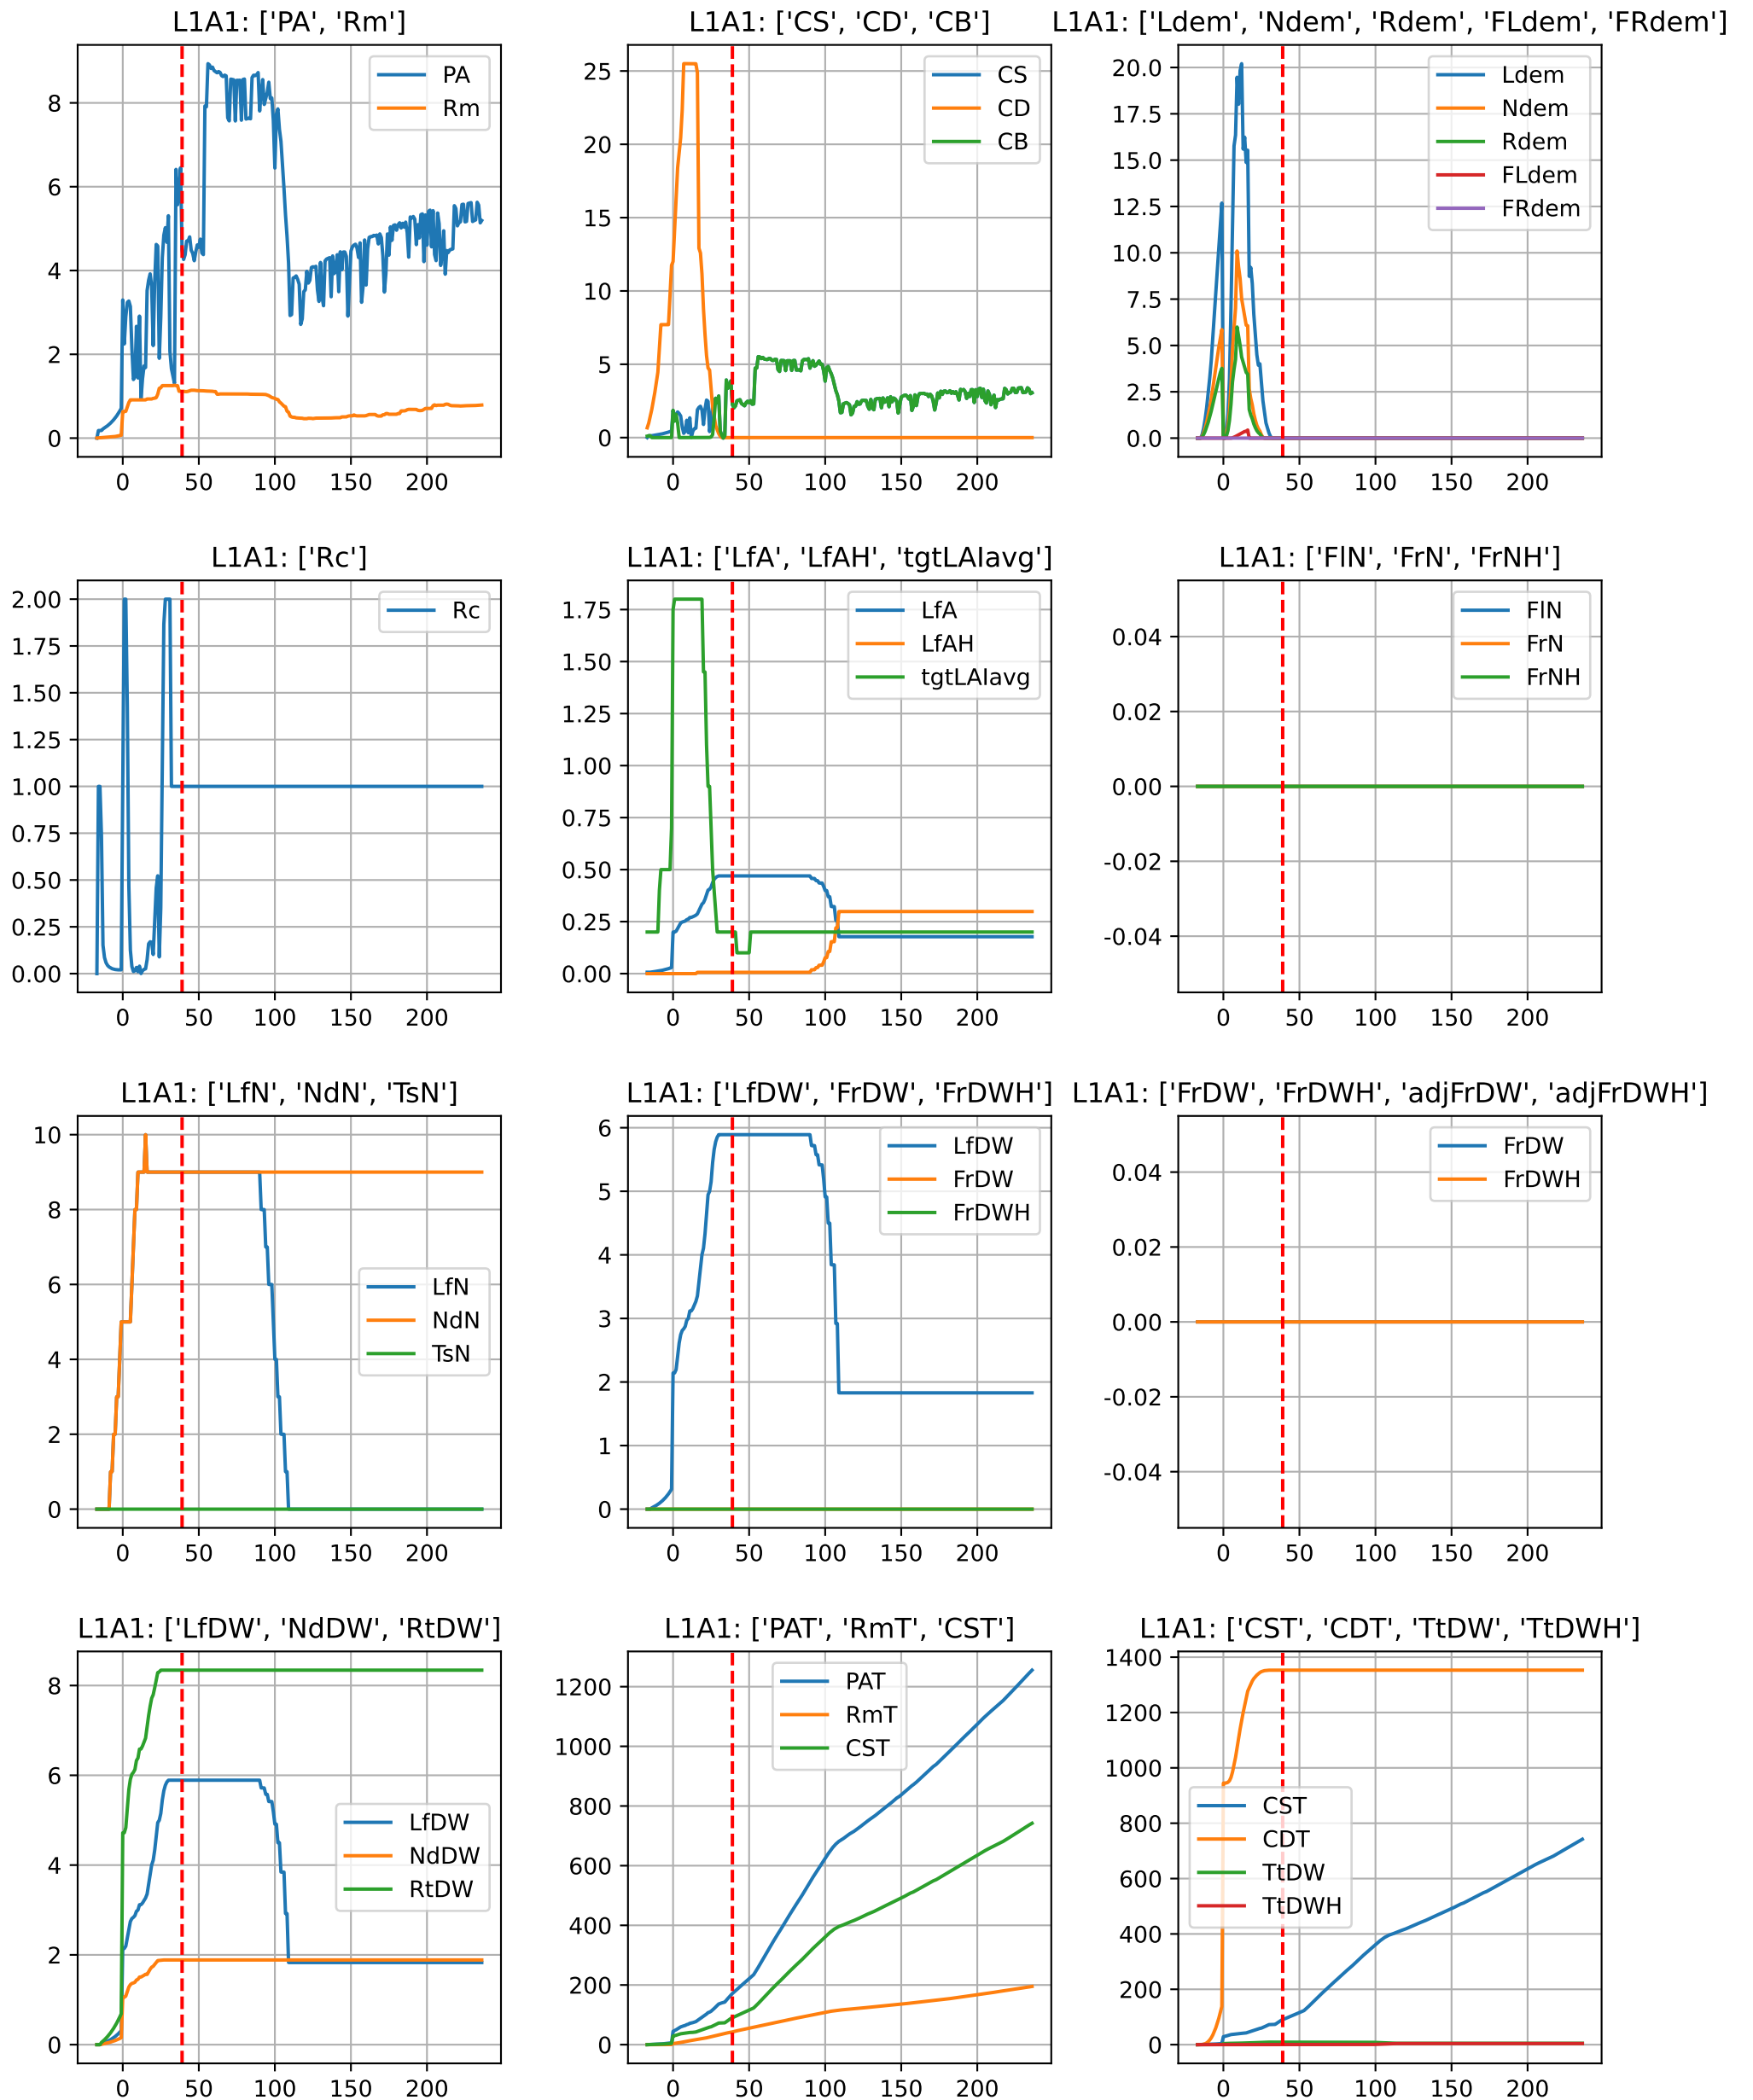 L1A1: ['PA', 'Rm']
8
6
4
2
0
PA
Rm
0 50 100 150 200
L1A1: ['CS', 'CD', 'CB']
25
20
15
10
5
0
CS
CD
CB
0 50 100 150 200
L1A1: ['Ldem', 'Ndem', 'Rdem', 'FLdem', 'FRdem']
20.0
17.5
15.0
12.5
10.0
7.5
5.0
2.5
0.0
Ldem
Ndem
Rdem
FLdem
FRdem
0 50 100 150 200
L1A1: ['Rc']
2.00
1.75
1.50
1.25
1.00
0.75
0.50
0.25
0.00
Rc
0 50 100 150 200
L1A1: ['LfA', 'LfAH', 'tgtLAIavg']
1.75
1.50
1.25
1.00
0.75
0.50
0.25
0.00
LfA
LfAH
tgtLAIavg
0 50 100 150 200
L1A1: ['FlN', 'FrN', 'FrNH']
0.04
0.02
0.00
-0.02
-0.04
FlN
FrN
FrNH
0 50 100 150 200
L1A1: ['LfN', 'NdN', 'TsN']
10
8
6
4
2
0
LfN
NdN
TsN
0 50 100 150 200
L1A1: ['LfDW', 'FrDW', 'FrDWH']
6
5
4
3
2
1
0
LfDW
FrDW
FrDWH
0 50 100 150 200
L1A1: ['FrDW', 'FrDWH', 'adjFrDW', 'adjFrDWH']
0.04
0.02
0.00
-0.02
-0.04
FrDW
FrDWH
0 50 100 150 200
L1A1: ['LfDW', 'NdDW', 'RtDW']
8
6
4
2
0
LfDW
NdDW
RtDW
0 50 100 150 200
L1A1: ['PAT', 'RmT', 'CST']
1200
1000
800
600
400
200
0
PAT
RmT
CST
0 50 100 150 200
L1A1: ['CST', 'CDT', 'TtDW', 'TtDWH']
1400
1200
1000
800
600
400
200
0
CST
CDT
TtDW
TtDWH
0 50 100 150 200